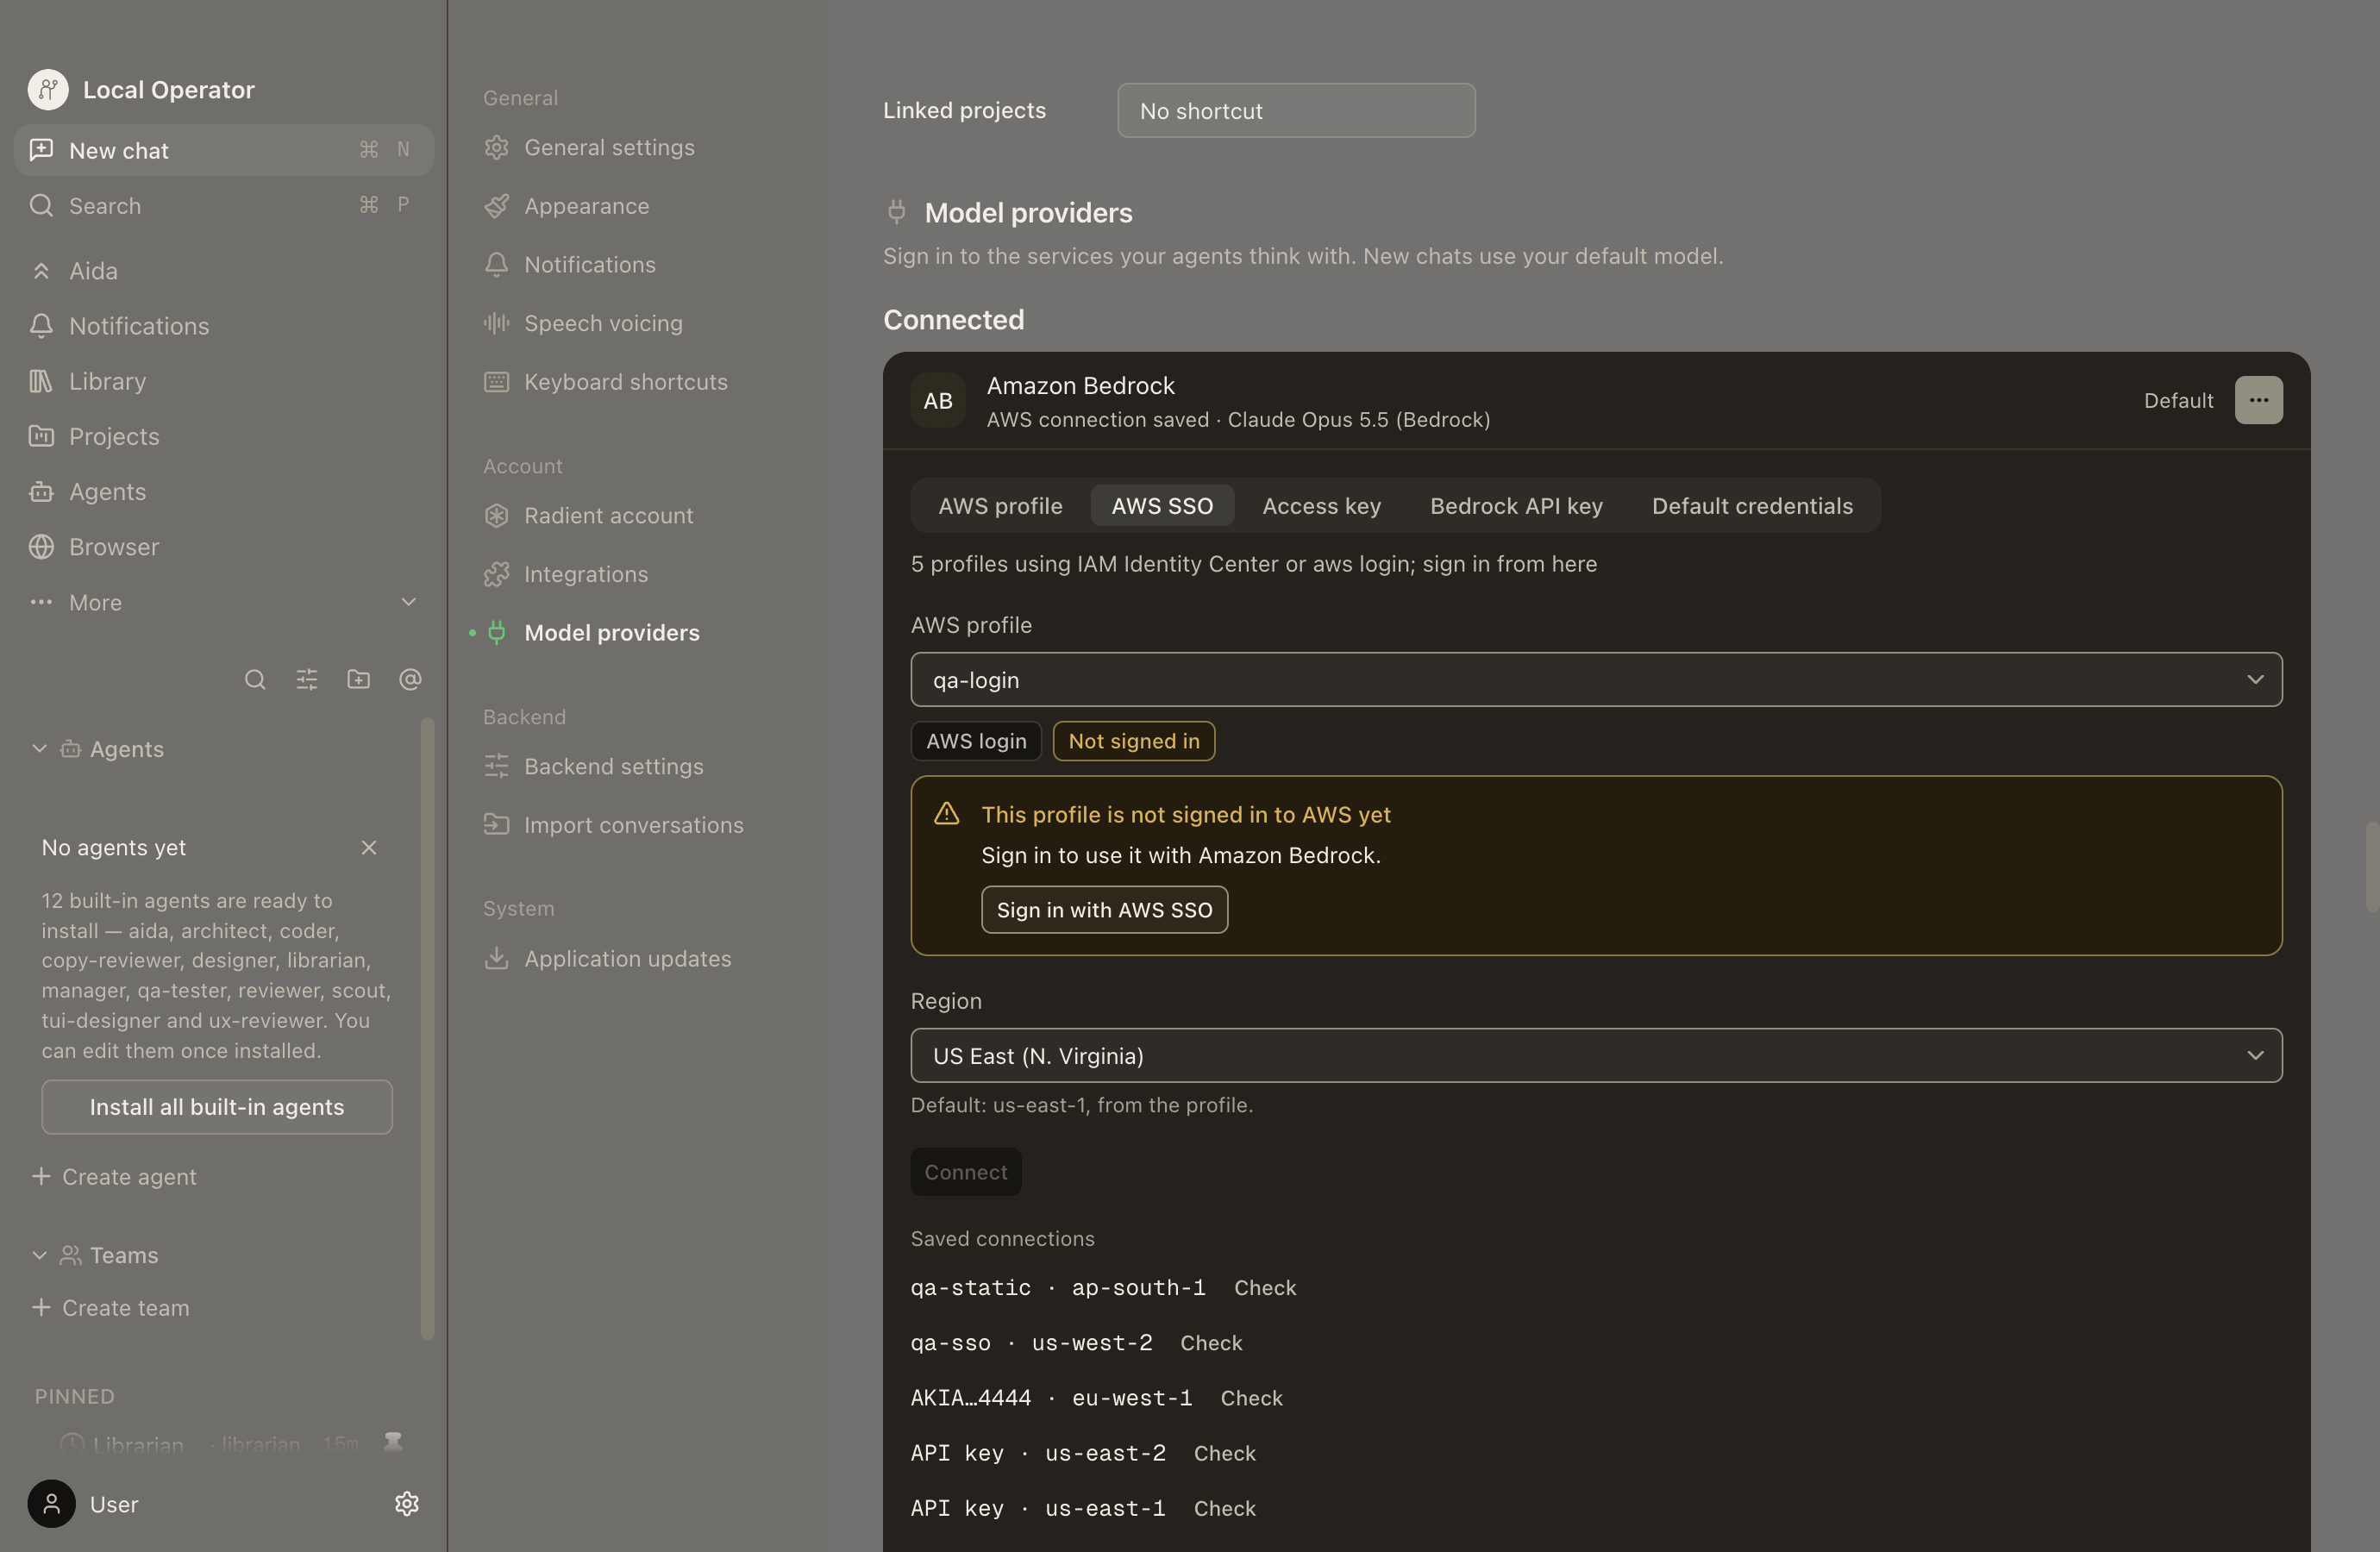 Local Operator
New chat ⌘ N
Search ⌘ P
Aida
Notifications
Library
Projects
Agents
Browser
More
Agents
No agents yet
12 built-in agents are ready to
install — aida, architect, coder,
copy-reviewer, designer, librarian,
manager, qa-tester, reviewer, scout,
tui-designer and ux-reviewer. You
can edit them once installed.
Install all built-in agents
Create agent
Teams
Create team
PINNED
Librarian · librarian 15m
User
General
General settings
Appearance
Notifications
Speech voicing
Keyboard shortcuts
Account
Radient account
Integrations
Model providers
Backend
Backend settings
Import conversations
System
Application updates
Linked projects
No shortcut
Model providers
Sign in to the services your agents think with. New chats use your default model.
Connected
AB
Amazon Bedrock
AWS connection saved · Claude Opus 5.5 (Bedrock)
Default
AWS profile AWS SSO Access key Bedrock API key Default credentials
5 profiles using IAM Identity Center or aws login; sign in from here
AWS profile
qa-login
AWS login Not signed in
This profile is not signed in to AWS yet
Sign in to use it with Amazon Bedrock.
Sign in with AWS SSO
Region
US East (N. Virginia)
Default: us-east-1, from the profile.
Connect
Saved connections
qa-static · ap-south-1 Check
qa-sso · us-west-2 Check
AKIA…4444 · eu-west-1 Check
API key · us-east-2 Check
API key · us-east-1 Check